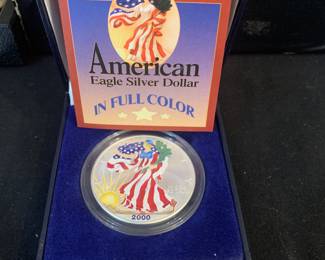 American
Eagle Silver Dollar
IN FULL COLOR
2000